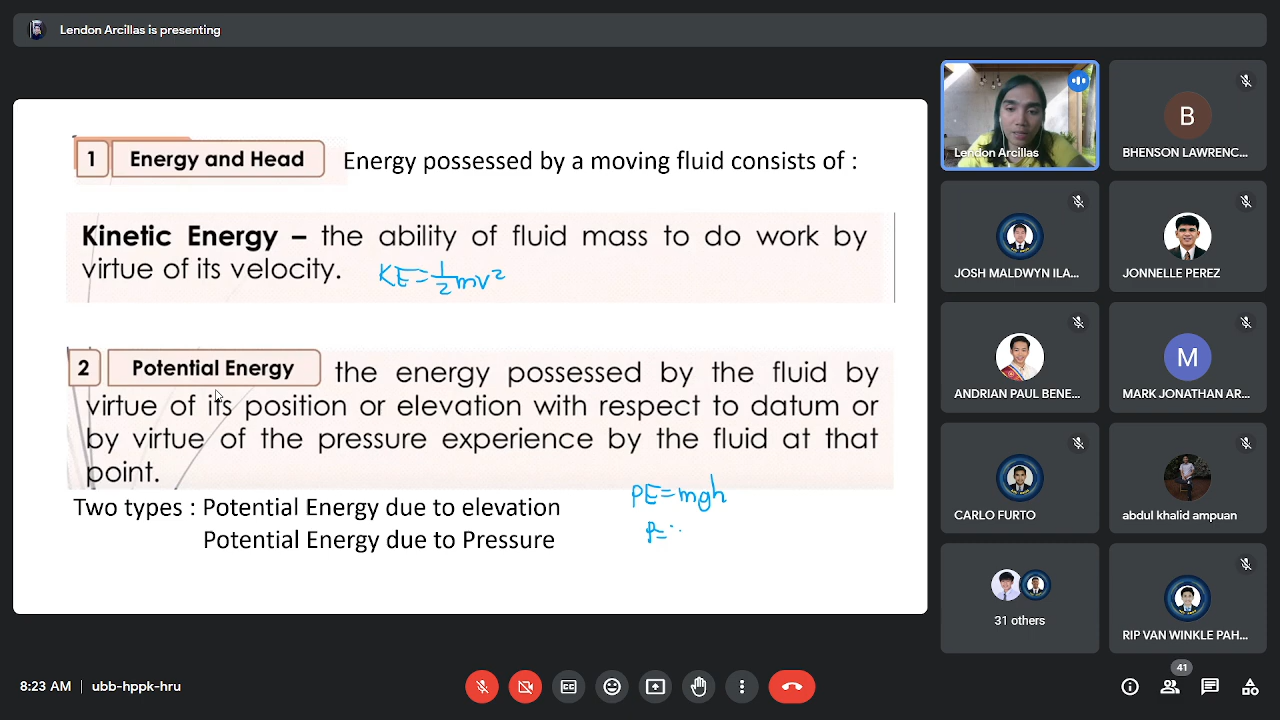 Lendon Arcillas is presenting
1 Energy and Head Energy possessed by a moving fluid consists of :
Kinetic Energy – the ability of fluid mass to do work by
virtue of its velocity. KE=½mv²
2 Potential Energy the energy possessed by the fluid by
virtue of its position or elevation with respect to datum or
by virtue of the pressure experience by the fluid at that
point.
Two types : Potential Energy due to elevation
PE=mgh
Potential Energy due to Pressure
P=
Lendon Arcillas
B
BHENSON LAWRENC...
JOSH MALDWYN ILA...
JONNELLE PEREZ
ANDRIAN PAUL BENE...
M
MARK JONATHAN AR...
CARLO FURTO
abdul khalid ampuan
31 others
RIP VAN WINKLE PAH...
8:23 AM | ubb-hppk-hru
41